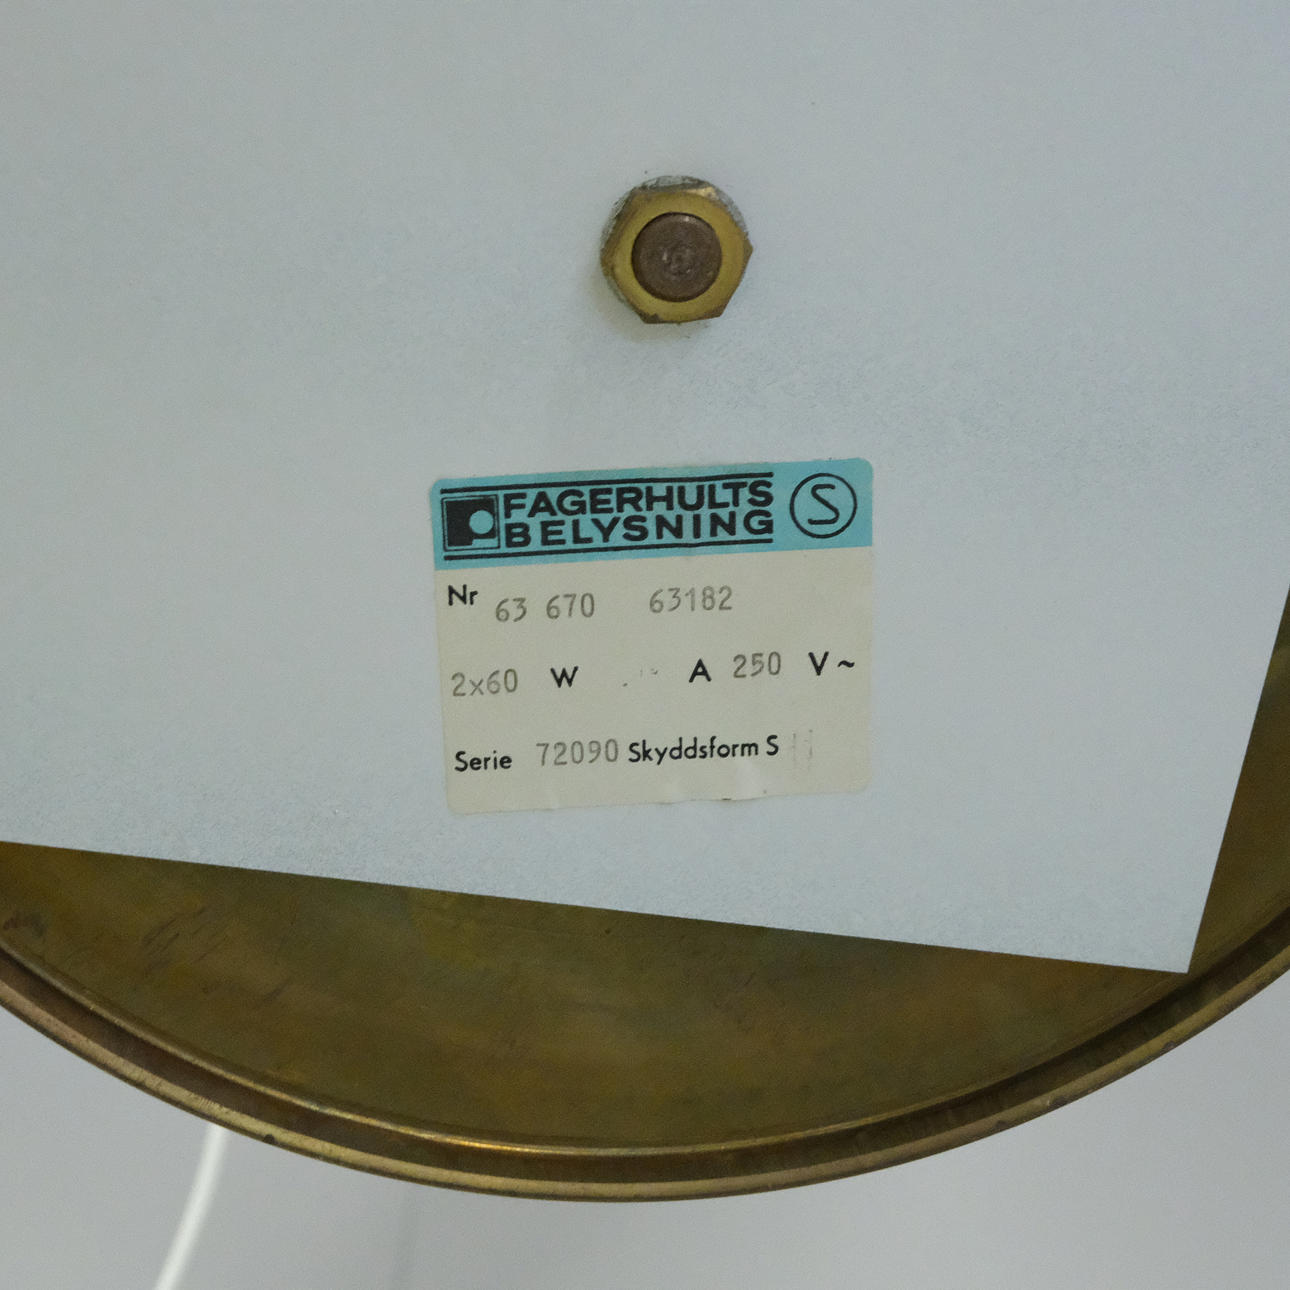 FAGERHULTS
BELYSNING
S
Nr 63 670 63182
2x60 W A 250 V~
Serie 72090 Skyddsform S